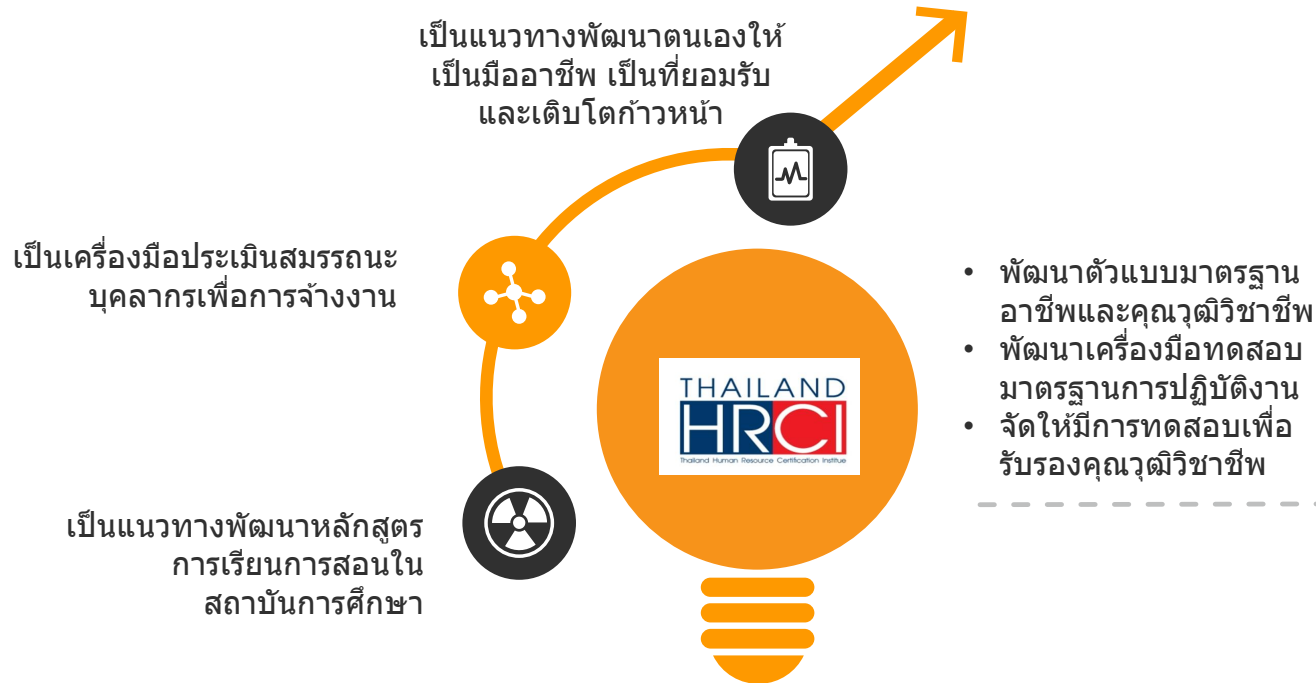 เป็นแนวทางพัฒนาตนเองให้
เป็นมืออาชีพ เป็นที่ยอมรับ
และเติบโตก้าวหน้า
เป็นเครื่องมือประเมินสมรรถนะ
บุคลากรเพื่อการจ้างงาน
เป็นแนวทางพัฒนาหลักสูตร
การเรียนการสอนใน
สถาบันการศึกษา
THAILAND
HRCI
Thailand Human Resource Certification Institue
• พัฒนาตัวแบบมาตรฐาน
อาชีพและคุณวุฒิวิชาชีพ
• พัฒนาเครื่องมือทดสอบ
มาตรฐานการปฏิบัติงาน
• จัดให้มีการทดสอบเพื่อ
รับรองคุณวุฒิวิชาชีพ